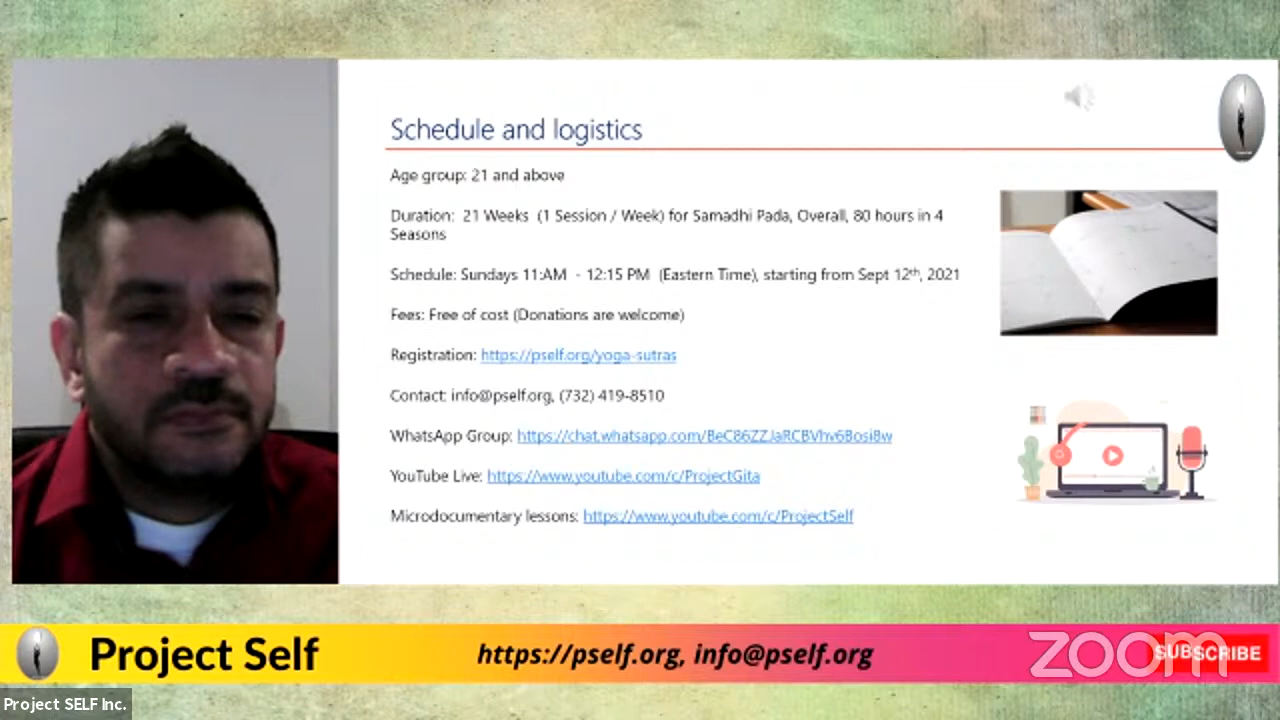 Schedule and logistics
Age group: 21 and above
Duration:  21 Weeks  (1 Session / Week) for Samadhi Pada, Overall, 80 hours in 4
Seasons
Schedule: Sundays 11:AM  - 12:15 PM  (Eastern Time), starting from Sept 12th, 2021
Fees: Free of cost (Donations are welcome)
Registration: https://pself.org/yoga-sutras
Contact: info@pself.org, (732) 419-8510
WhatsApp Group: https://chat.whatsapp.com/BeC86ZZJaRCBVhv6Bosi8w
YouTube Live: https://www.youtube.com/c/ProjectGita
Microdocumentary lessons: https://www.youtube.com/c/ProjectSelf
Project Self
https://pself.org, info@pself.org
zoom
SUBSCRIBE
Project SELF Inc.